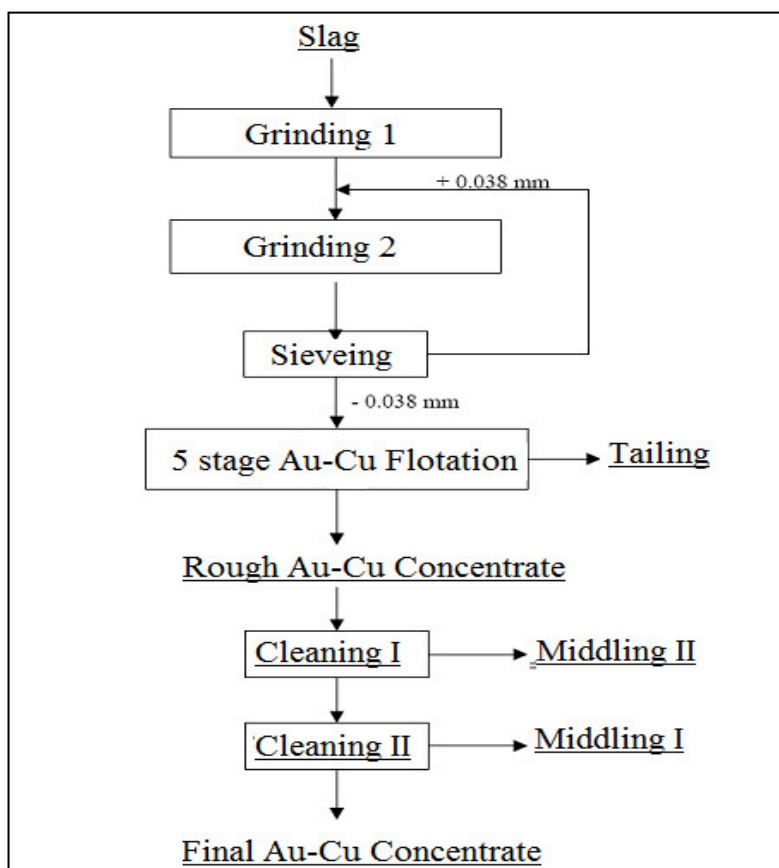 Slag
Grinding 1
+ 0.038 mm
Grinding 2
Sieveing
- 0.038 mm
5 stage Au-Cu Flotation
Tailing
Rough Au-Cu Concentrate
Cleaning I
Middling II
Cleaning II
Middling I
Final Au-Cu Concentrate